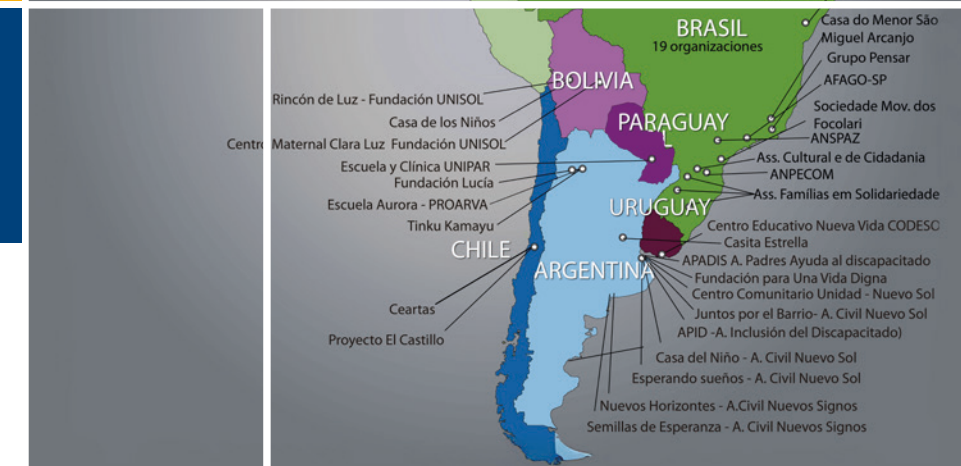 BRASIL
19 organizaciones
Casa do Menor São
Miguel Arcanjo
Grupo Pensar
AFAGO-SP
Sociedade Mov. dos
Focolari
ANSPAZ
Ass. Cultural e de Cidadania
ANPECOM
Ass. Famílias em Solidariedade
BOLIVIA
Rincón de Luz - Fundación UNISOL
Casa de los Niños
Centro Maternal Clara Luz Fundación UNISOL
PARAGUAY
Escuela y Clínica UNIPAR
Fundación Lucía
Escuela Aurora - PROARVA
Tinku Kamayu
URUGUAY
Centro Educativo Nueva Vida CODESC
Casita Estrella
CHILE
ARGENTINA
APADIS A. Padres Ayuda al discapacitado
Fundación para Una Vida Digna
Centro Comunitario Unidad - Nuevo Sol
Juntos por el Barrio- A. Civil Nuevo Sol
APID -A. Inclusión del Discapacitado)
Ceartas
Proyecto El Castillo
Casa del Niño - A. Civil Nuevo Sol
Esperando sueños - A. Civil Nuevo Sol
Nuevos Horizontes - A.Civil Nuevos Signos
Semillas de Esperanza - A. Civil Nuevos Signos